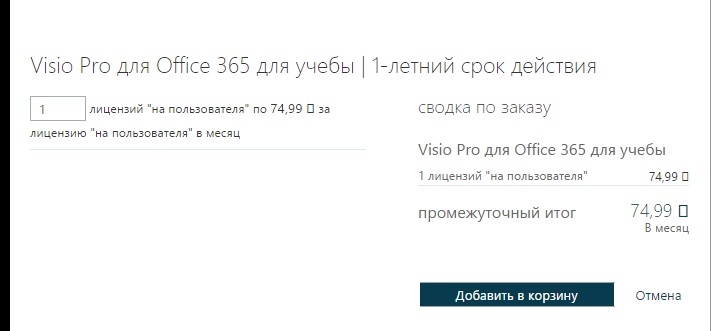 Visio Pro для Office 365 для учебы | 1-летний срок действия
1 лицензий "на пользователя" по 74,99 ▯ за
лицензию "на пользователя" в месяц
сводка по заказу
Visio Pro для Office 365 для учебы
1 лицензий "на пользователя" 74,99 ▯
промежуточный итог 74,99 ▯
В месяц
Добавить в корзину Отмена